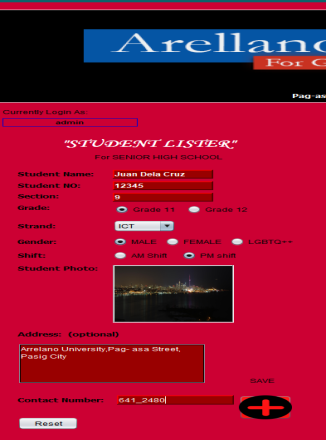 Arellano
For G
Pag-as
Currently Login As:
admin
"STUDENT LISTER"
For SENIOR HIGH SCHOOL
Student Name: Juan Dela Cruz
Student NO: 12345
Section: 9
Grade: Grade 11 Grade 12
Strand: ICT
Gender: MALE FEMALE LGBTQ++
Shift: AM Shift PM Shift
Student Photo:
Address: (optional)
Arrelano University,Pag- asa Street,
Pasig City
SAVE
Contact Number: 641_2480
Reset